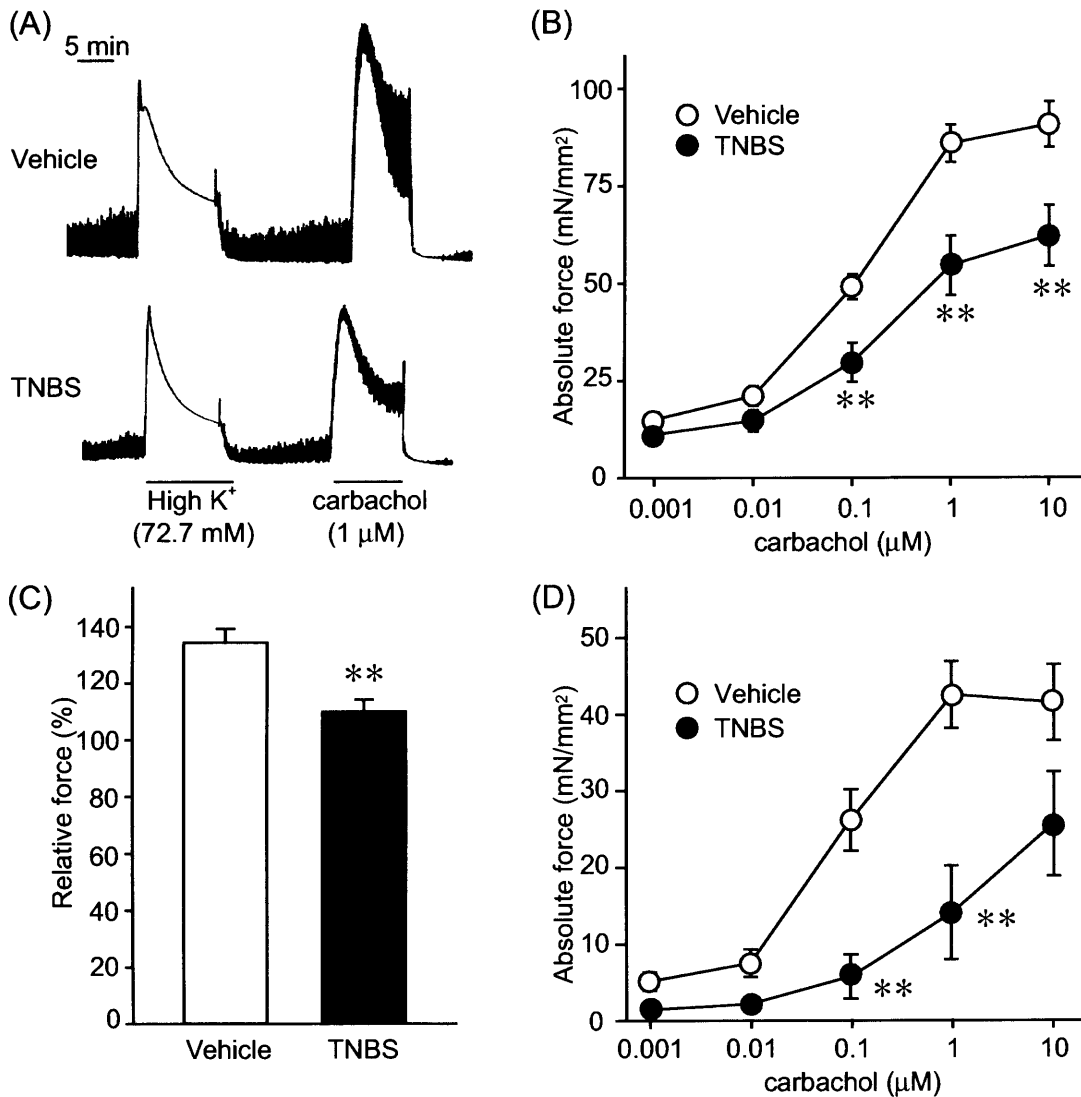 (A)
5 min
Vehicle
TNBS
High K⁺
(72.7 mM)
carbachol
(1 μM)
(B)
Absolute force (mN/mm²)
100
75
50
25
0
Vehicle
TNBS
**
**
**
0.001
0.01
0.1
1
10
carbachol (μM)
(C)
Relative force (%)
140
120
100
80
60
40
20
0
**
Vehicle
TNBS
(D)
Absolute force (mN/mm²)
50
40
30
20
10
0
Vehicle
TNBS
**
**
0.001
0.01
0.1
1
10
carbachol (μM)